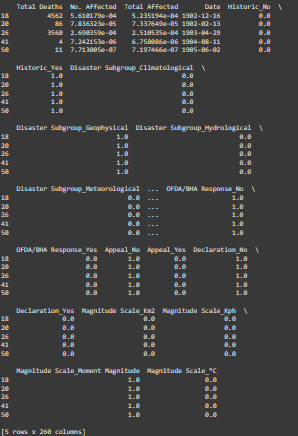 Total Deaths  No. Affected  Total Affected       Date  Historic_No  \
18          4562  5.610179e-04    5.235194e-04 1902-12-16          0.0
20            86  7.836323e-05    7.337649e-05 1902-02-13          0.0
26          3560  2.690359e-04    2.510535e-04 1903-04-29          0.0
41             4  7.242153e-06    6.758086e-06 1904-08-11          0.0
50            11  7.713005e-07    7.197466e-07 1905-06-02          0.0
Historic_Yes  Disaster Subgroup_Climatological  \
18           1.0                               0.0
20           1.0                               0.0
26           1.0                               0.0
41           1.0                               0.0
50           1.0                               0.0
Disaster Subgroup_Geophysical  Disaster Subgroup_Hydrological  \
18                            1.0                             0.0
20                            1.0                             0.0
26                            1.0                             0.0
41                            1.0                             0.0
50                            1.0                             0.0
Disaster Subgroup_Meteorological  ...  OFDA/BHA Response_No  \
18                               0.0  ...                   1.0
20                               0.0  ...                   1.0
26                               0.0  ...                   1.0
41                               0.0  ...                   1.0
50                               0.0  ...                   1.0
OFDA/BHA Response_Yes  Appeal_No  Appeal_Yes  Declaration_No  \
18                    0.0        1.0         0.0             1.0
20                    0.0        1.0         0.0             1.0
26                    0.0        1.0         0.0             1.0
41                    0.0        1.0         0.0             1.0
50                    0.0        1.0         0.0             1.0
Declaration_Yes  Magnitude Scale_Km2  Magnitude Scale_Kph  \
18              0.0                  0.0                  0.0
20              0.0                  0.0                  0.0
26              0.0                  0.0                  0.0
41              0.0                  0.0                  0.0
50              0.0                  0.0                  0.0
Magnitude Scale_Moment Magnitude  Magnitude Scale_°C
18                               1.0                 0.0
20                               1.0                 0.0
26                               1.0                 0.0
41                               1.0                 0.0
50                               1.0                 0.0
[5 rows x 260 columns]